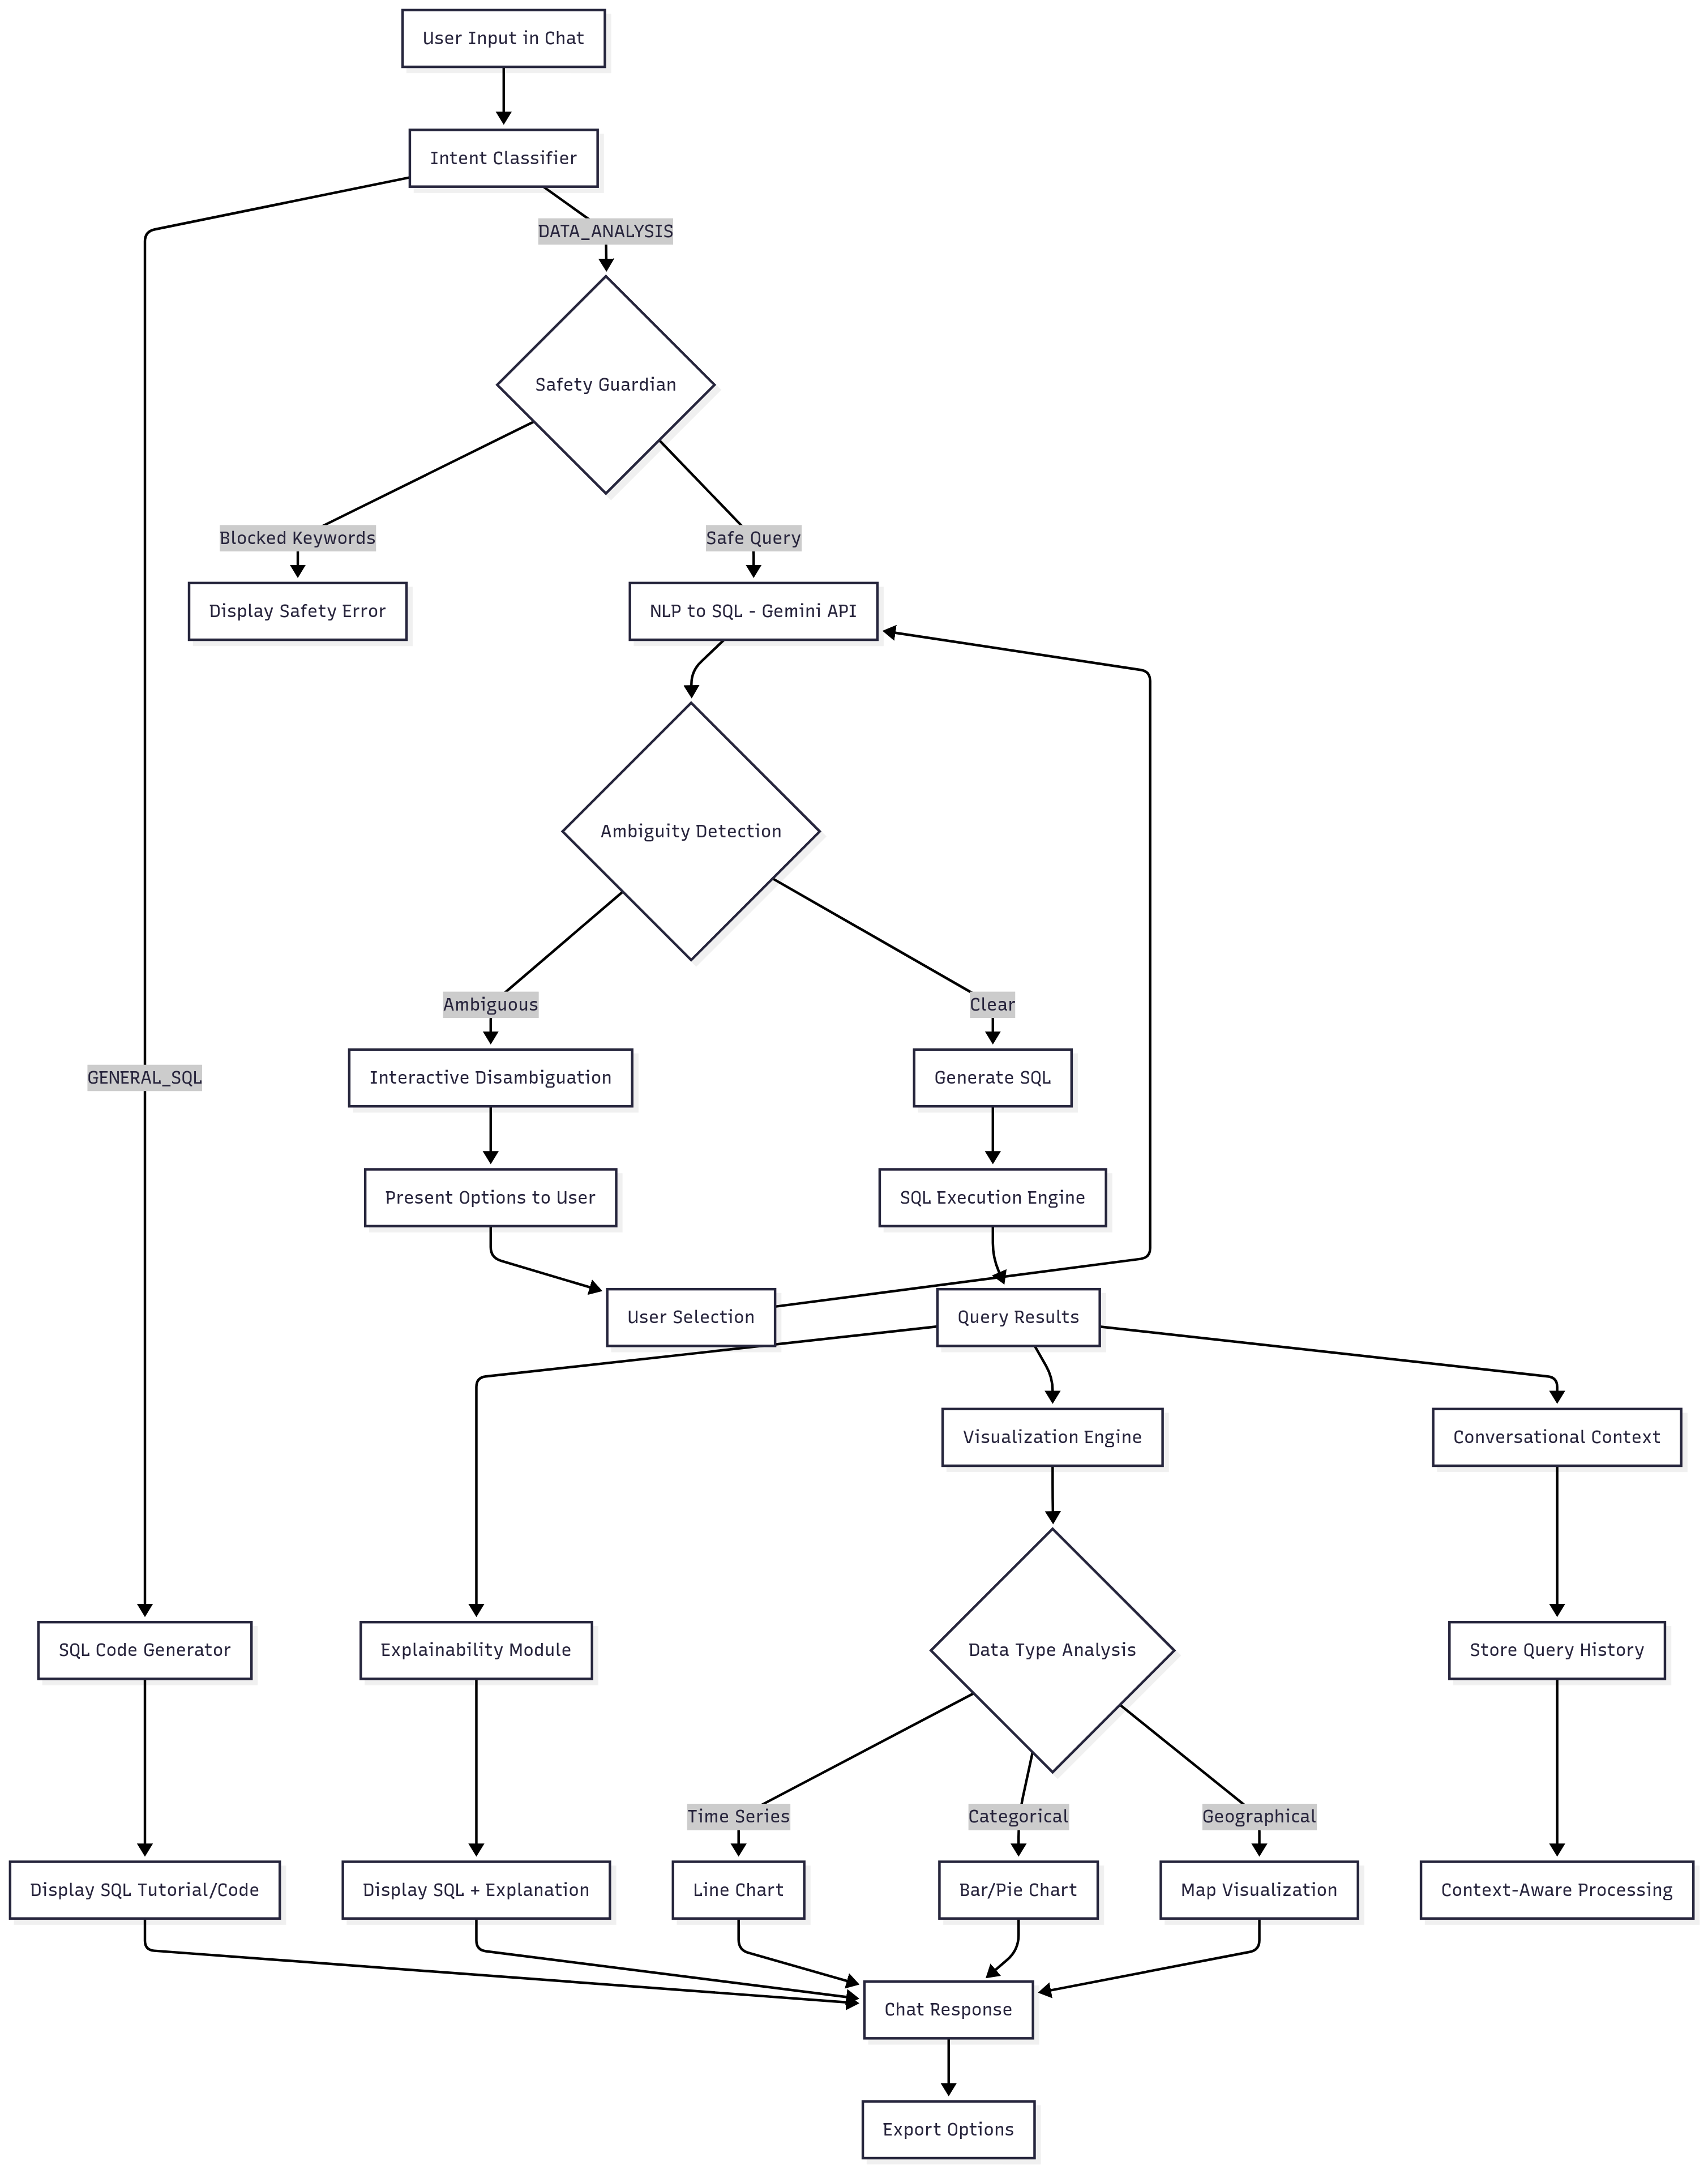 User Input in Chat
Intent Classifier
DATA_ANALYSIS
Safety Guardian
Blocked Keywords
Safe Query
Display Safety Error
NLP to SQL - Gemini API
Ambiguity Detection
Ambiguous
Clear
GENERAL_SQL
Interactive Disambiguation
Generate SQL
Present Options to User
SQL Execution Engine
User Selection
Query Results
Visualization Engine
Conversational Context
SQL Code Generator
Explainability Module
Data Type Analysis
Store Query History
Time Series
Categorical
Geographical
Display SQL Tutorial/Code
Display SQL + Explanation
Line Chart
Bar/Pie Chart
Map Visualization
Context-Aware Processing
Chat Response
Export Options